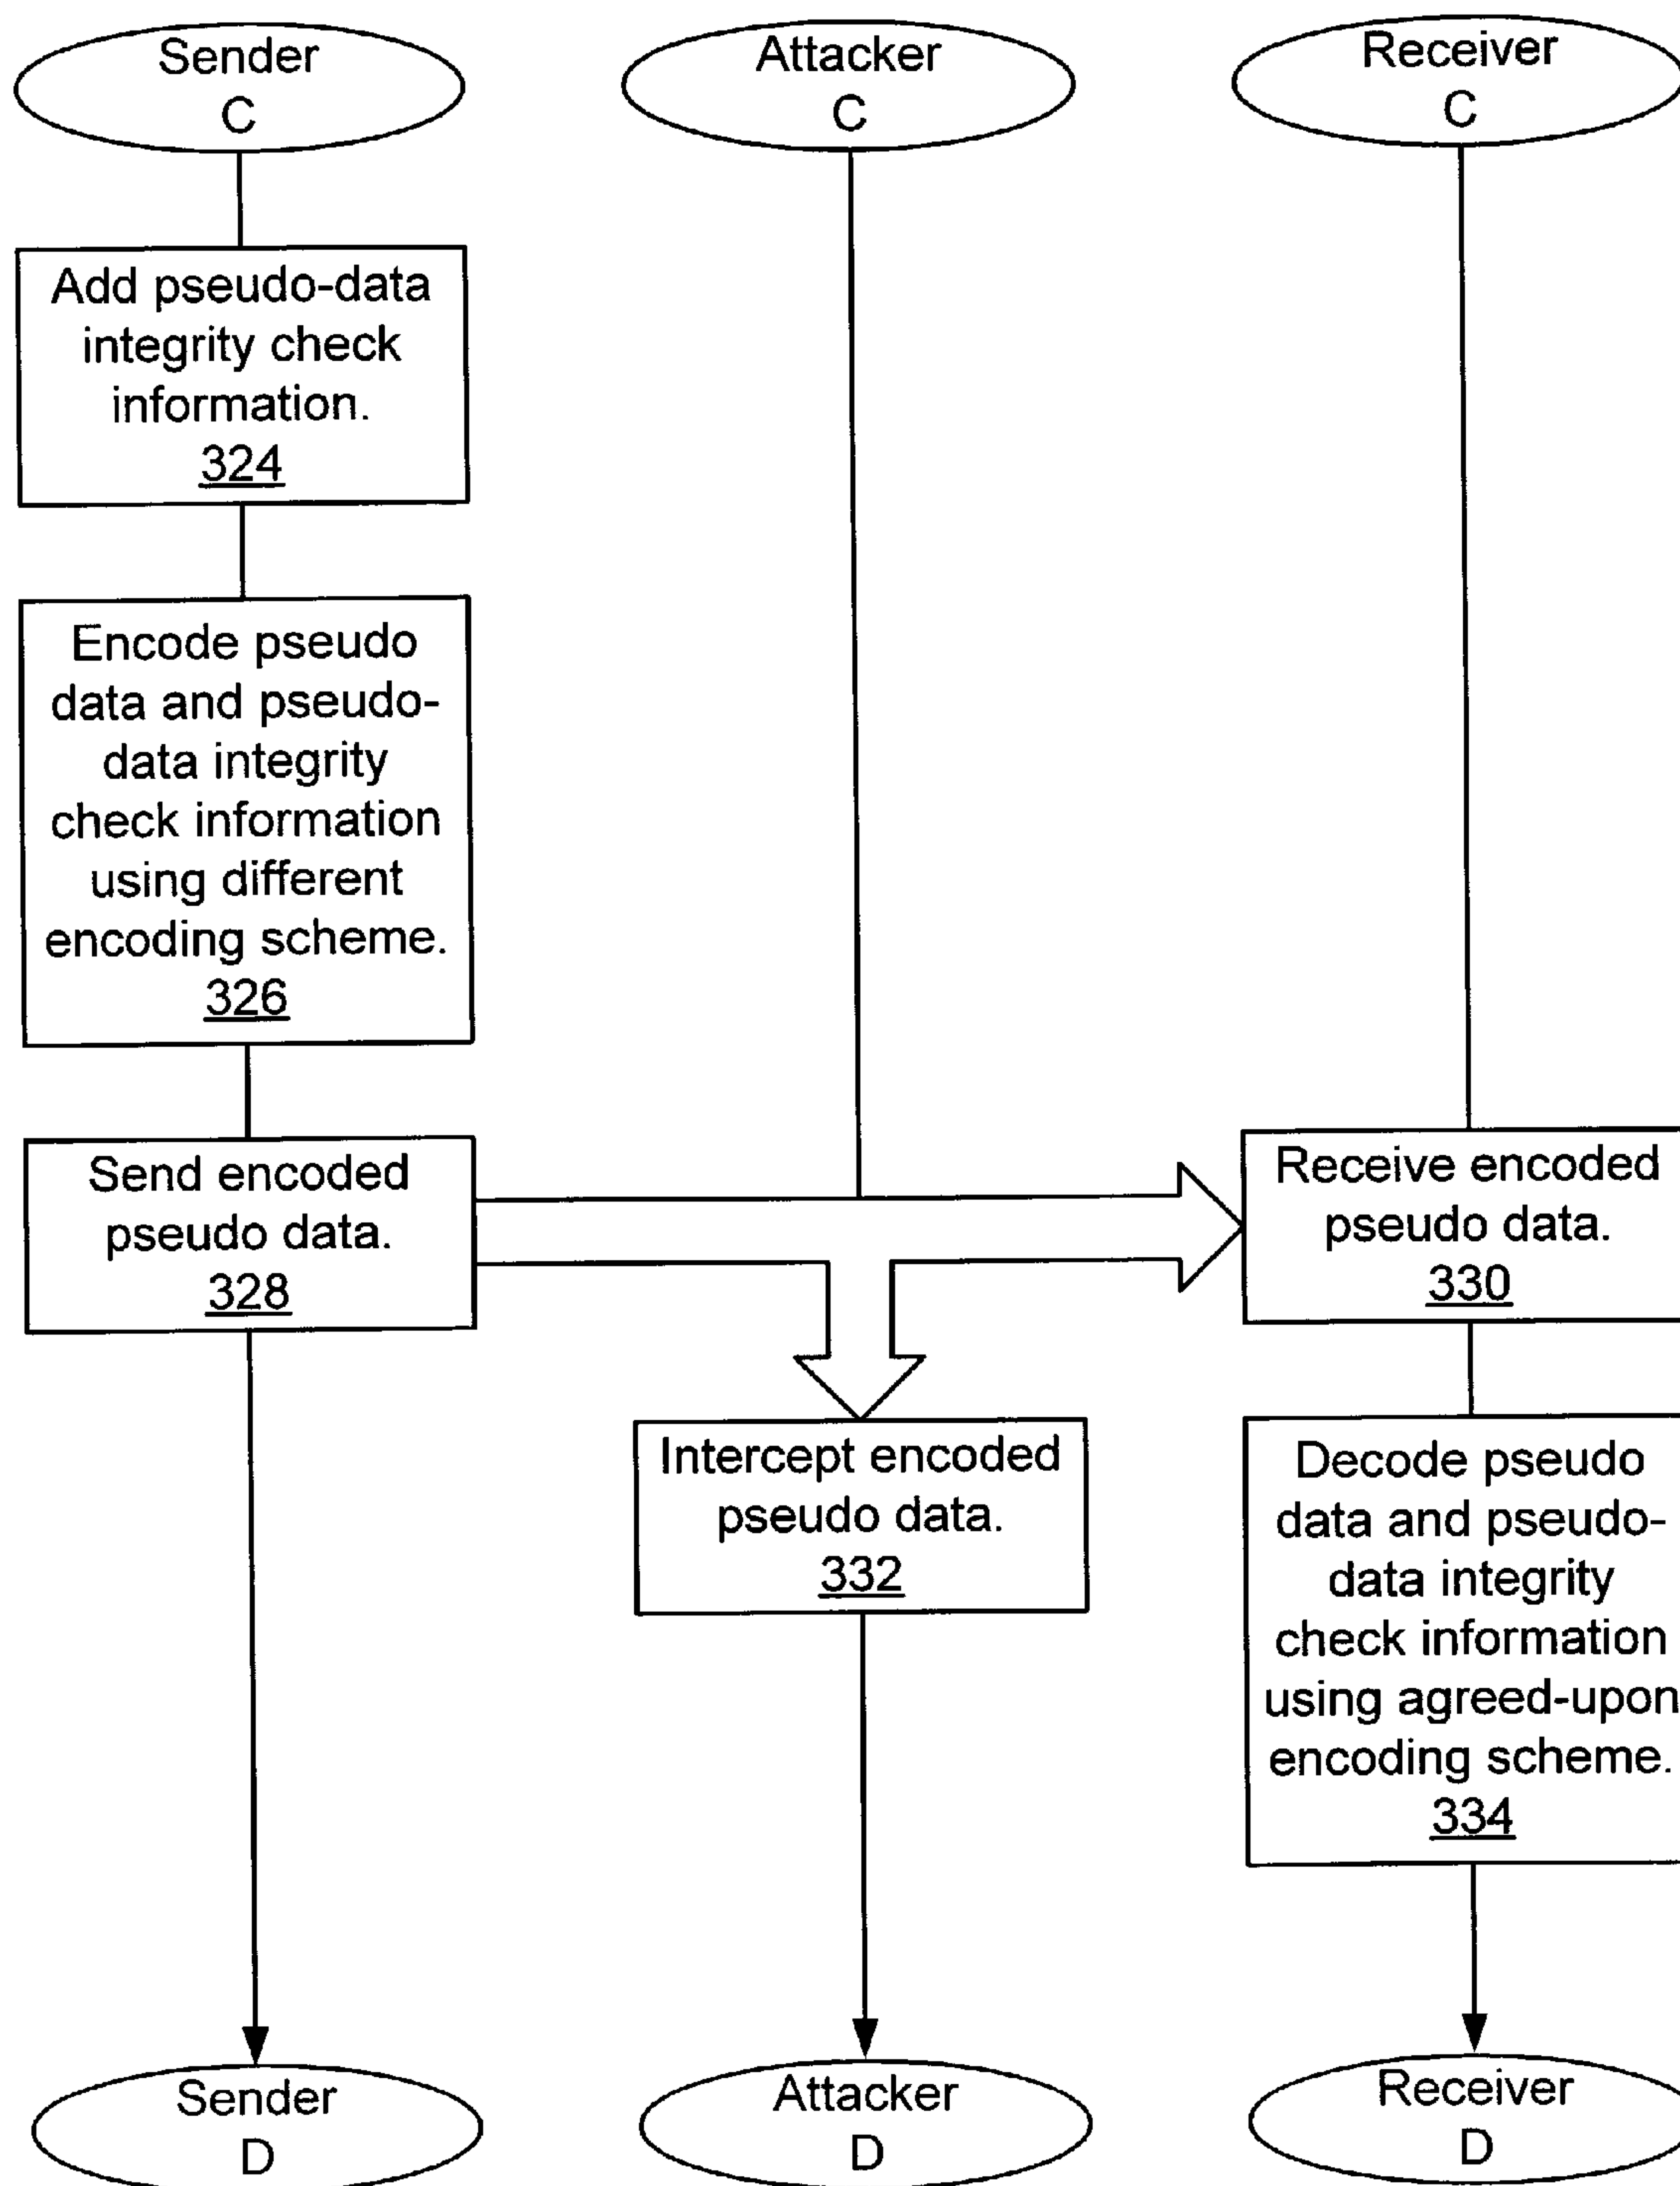 Sender
C
Attacker
C
Receiver
C
Add pseudo-data
integrity check
information.
324
Encode pseudo
data and pseudo-
data integrity
check information
using different
encoding scheme.
326
Send encoded
pseudo data.
328
Receive encoded
pseudo data.
330
Intercept encoded
pseudo data.
332
Decode pseudo
data and pseudo-
data integrity
check information
using agreed-upon
encoding scheme.
334
Sender
D
Attacker
D
Receiver
D